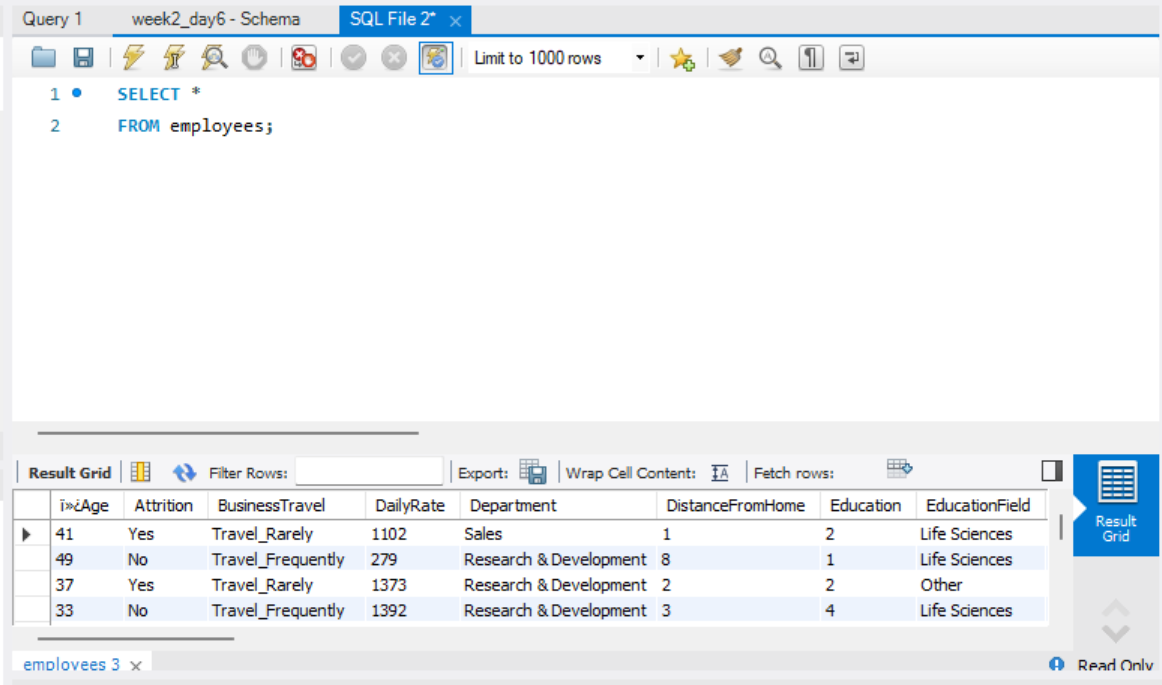 Query 1 week2_day6 - Schema SQL File 2*
Limit to 1000 rows
1 SELECT *
2 FROM employees;
Result Grid Filter Rows: Export: Wrap Cell Content: Fetch rows:
ï»¿Age Attrition BusinessTravel DailyRate Department DistanceFromHome Education EducationField
41 Yes Travel_Rarely 1102 Sales 1 2 Life Sciences
49 No Travel_Frequently 279 Research & Development 8 1 Life Sciences
37 Yes Travel_Rarely 1373 Research & Development 2 2 Other
33 No Travel_Frequently 1392 Research & Development 3 4 Life Sciences
Result
Grid
employees 3 Read Only